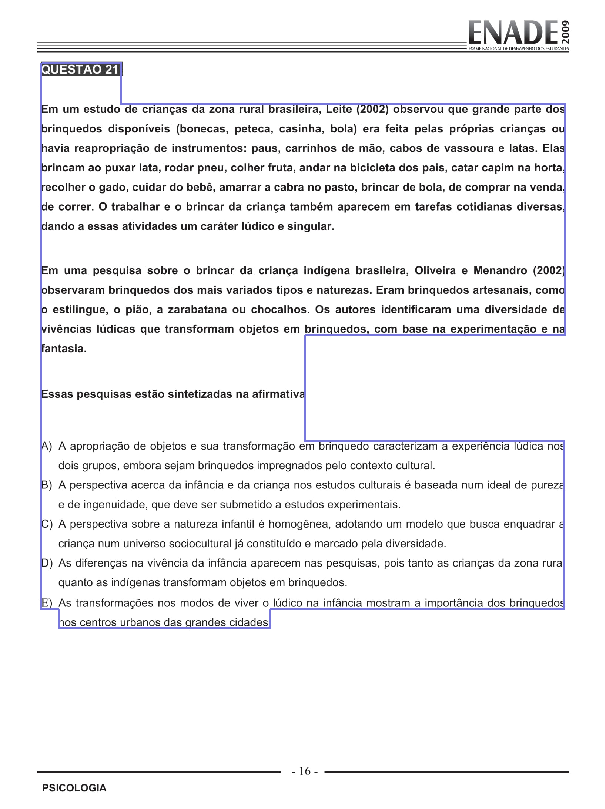 ENADE 2009
EXAME NACIONAL DE DESEMPENHO DOS ESTUDANTES
QUESTÃO 21
Em um estudo de crianças da zona rural brasileira, Leite (2002) observou que grande parte dos
brinquedos disponíveis (bonecas, peteca, casinha, bola) era feita pelas próprias crianças ou
havia reapropriação de instrumentos: paus, carrinhos de mão, cabos de vassoura e latas. Elas
brincam ao puxar lata, rodar pneu, colher fruta, andar na bicicleta dos pais, catar capim na horta,
recolher o gado, cuidar do bebê, amarrar a cabra no pasto, brincar de bola, de comprar na venda,
de correr. O trabalhar e o brincar da criança também aparecem em tarefas cotidianas diversas,
dando a essas atividades um caráter lúdico e singular.
Em uma pesquisa sobre o brincar da criança indígena brasileira, Oliveira e Menandro (2002)
observaram brinquedos dos mais variados tipos e naturezas. Eram brinquedos artesanais, como
o estilingue, o pião, a zarabatana ou chocalhos. Os autores identificaram uma diversidade de
vivências lúdicas que transformam objetos em brinquedos, com base na experimentação e na
fantasia.
Essas pesquisas estão sintetizadas na afirmativa
A) A apropriação de objetos e sua transformação em brinquedo caracterizam a experiência lúdica nos
dois grupos, embora sejam brinquedos impregnados pelo contexto cultural.
B) A perspectiva acerca da infância e da criança nos estudos culturais é baseada num ideal de pureza
e de ingenuidade, que deve ser submetido a estudos experimentais.
C) A perspectiva sobre a natureza infantil é homogênea, adotando um modelo que busca enquadrar a
criança num universo sociocultural já constituído e marcado pela diversidade.
D) As diferenças na vivência da infância aparecem nas pesquisas, pois tanto as crianças da zona rural
quanto as indígenas transformam objetos em brinquedos.
E) As transformações nos modos de viver o lúdico na infância mostram a importância dos brinquedos
nos centros urbanos das grandes cidades.
- 16 -
PSICOLOGIA